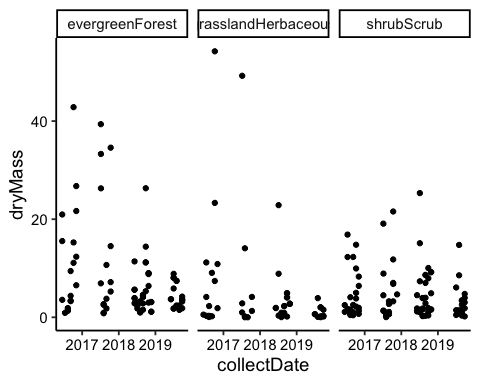 evergreenForest
rasslandHerbaceou
shrubScrub
dryMass
40
20
0
2017 2018 2019
2017 2018 2019
2017 2018 2019
collectDate